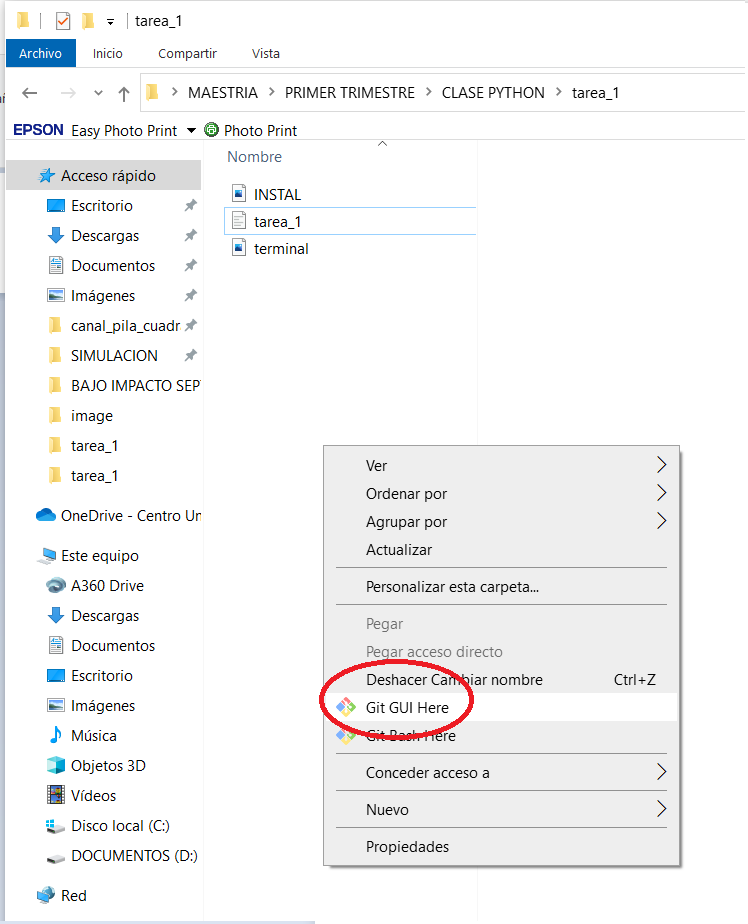 tarea_1
Archivo Inicio Compartir Vista
MAESTRIA PRIMER TRIMESTRE CLASE PYTHON tarea_1
EPSON Easy Photo Print Photo Print
Nombre
INSTAL
tarea_1
terminal
Acceso rápido
Escritorio
Descargas
Documentos
Imágenes
canal_pila_cuadr
SIMULACION
BAJO IMPACTO SEP
image
tarea_1
tarea_1
OneDrive - Centro Un
Este equipo
A360 Drive
Descargas
Documentos
Escritorio
Imágenes
Música
Objetos 3D
Vídeos
Disco local (C:)
DOCUMENTOS (D:)
Red
Ver
Ordenar por
Agrupar por
Actualizar
Personalizar esta carpeta...
Pegar
Pegar acceso directo
Deshacer Cambiar nombre Ctrl+Z
Git GUI Here
Git Bash Here
Conceder acceso a
Nuevo
Propiedades